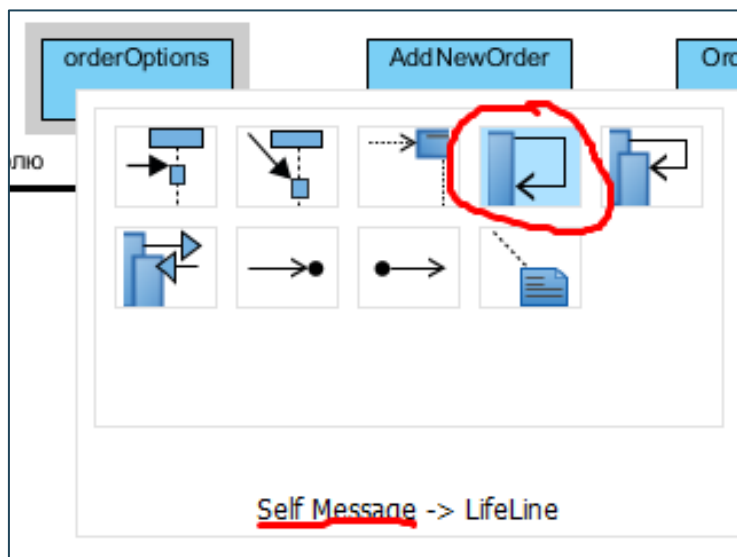 orderOptions
AddNewOrder
Ord
лю
Self Message -> LifeLine